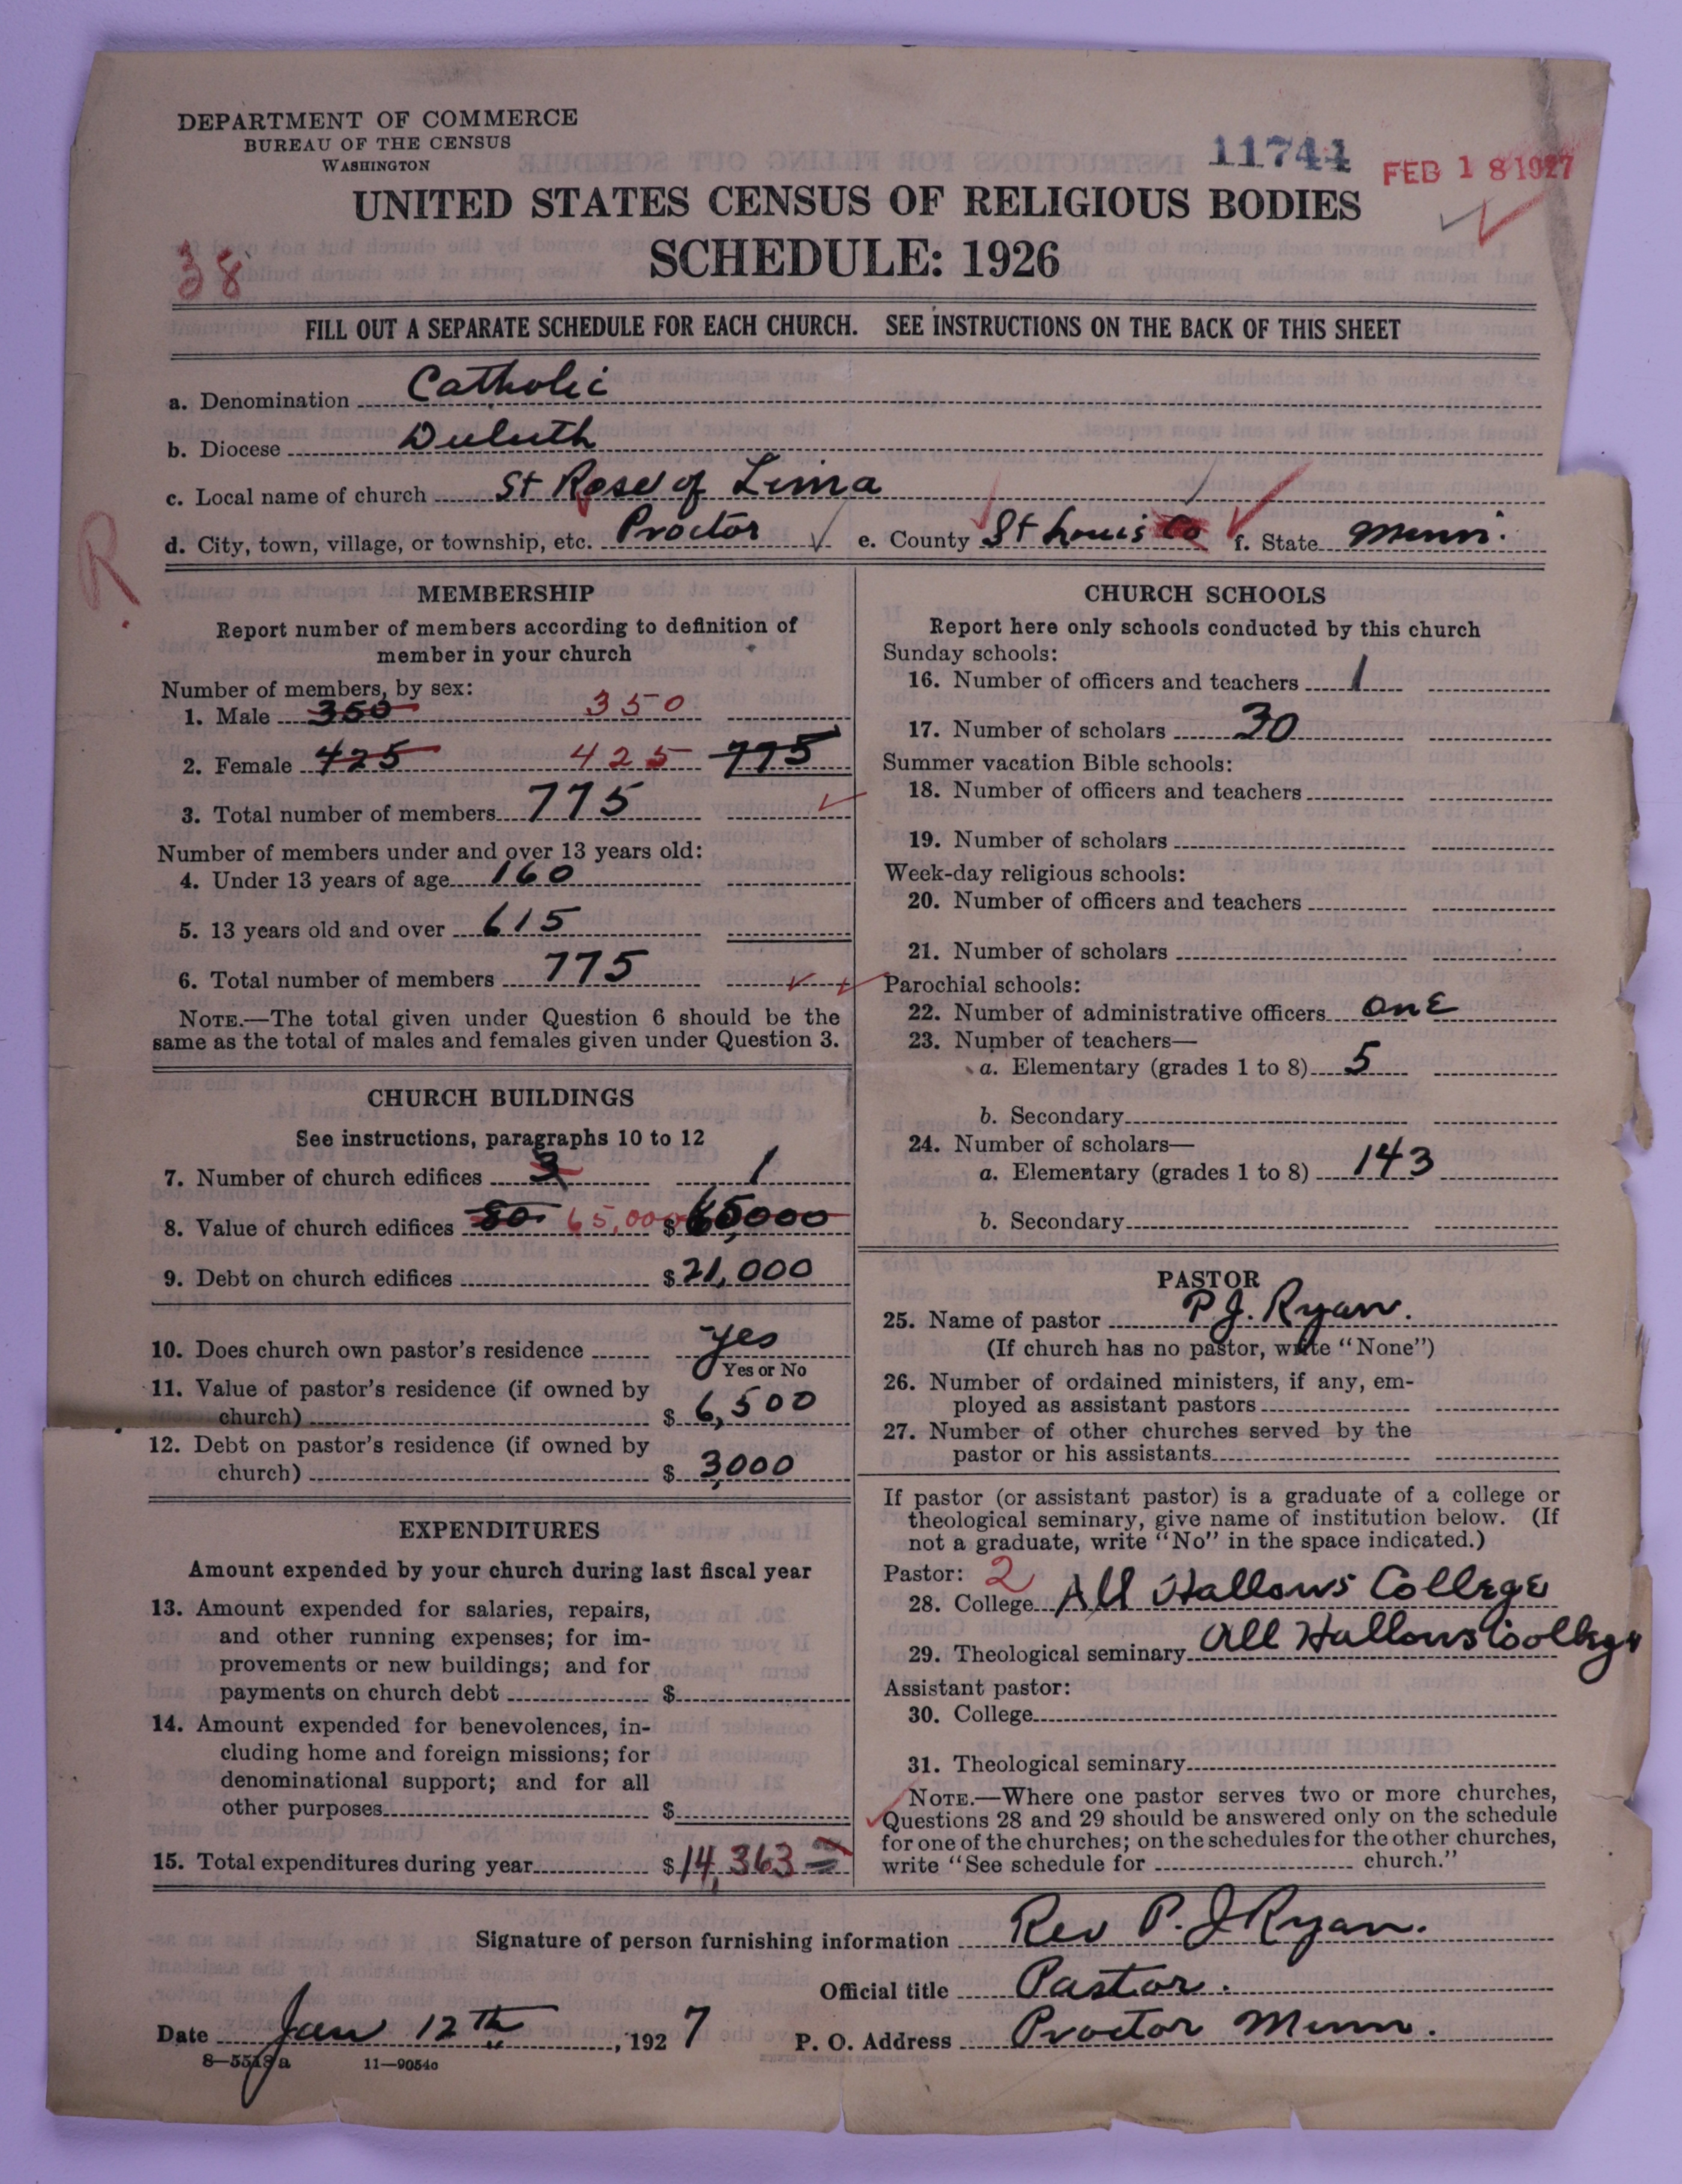 DEPARTMENT OF COMMERCE
BUREAU OF THE CENSUS
WASHINGTON
11744 FEB 18 1927
UNITED STATES CENSUS OF RELIGIOUS BODIES
SCHEDULE: 1926
38
FILL OUT A SEPARATE SCHEDULE FOR EACH CHURCH. SEE INSTRUCTIONS ON THE BACK OF THIS SHEET
a. Denomination Catholic
b. Diocese Duluth
c. Local name of church St Rose of Lima
d. City, town, village, or township, etc. Proctor e. County St Louis Co f. State Minn.
R.
MEMBERSHIP
Report number of members according to definition of
member in your church
Number of members, by sex:
1. Male 350 350
2. Female 425 425 775
3. Total number of members 775
Number of members under and over 13 years old:
4. Under 13 years of age 160
5. 13 years old and over 615
6. Total number of members 775
NOTE.—The total given under Question 6 should be the
same as the total of males and females given under Question 3.
CHURCH BUILDINGS
See instructions, paragraphs 10 to 12
7. Number of church edifices 3 1
8. Value of church edifices 80 65,000 $ 65000
9. Debt on church edifices $ 21,000
10. Does church own pastor's residence yes
Yes or No
11. Value of pastor's residence (if owned by
church) $ 6,500
12. Debt on pastor's residence (if owned by
church) $ 3,000
EXPENDITURES
Amount expended by your church during last fiscal year
13. Amount expended for salaries, repairs,
and other running expenses; for im-
provements or new buildings; and for
payments on church debt $
14. Amount expended for benevolences, in-
cluding home and foreign missions; for
denominational support; and for all
other purposes $
15. Total expenditures during year $ 14,363
CHURCH SCHOOLS
Report here only schools conducted by this church
Sunday schools:
16. Number of officers and teachers 1
17. Number of scholars 30
Summer vacation Bible schools:
18. Number of officers and teachers
19. Number of scholars
Week-day religious schools:
20. Number of officers and teachers
21. Number of scholars
Parochial schools:
22. Number of administrative officers one
23. Number of teachers—
a. Elementary (grades 1 to 8) 5
b. Secondary
24. Number of scholars—
a. Elementary (grades 1 to 8) 143
b. Secondary
PASTOR
25. Name of pastor P J. Ryan.
(If church has no pastor, write "None")
26. Number of ordained ministers, if any, em-
ployed as assistant pastors
27. Number of other churches served by the
pastor or his assistants
If pastor (or assistant pastor) is a graduate of a college or
theological seminary, give name of institution below. (If
not a graduate, write "No" in the space indicated.)
Pastor: 2
28. College All Hallows College
29. Theological seminary All Hallows College
Assistant pastor:
30. College
31. Theological seminary
NOTE.—Where one pastor serves two or more churches,
Questions 28 and 29 should be answered only on the schedule
for one of the churches; on the schedules for the other churches,
write "See schedule for church."
Signature of person furnishing information Rev P. J Ryan.
Official title Pastor.
Date Jan 12th, 1927 P. O. Address Proctor Minn.
8—5518a 11—9054c